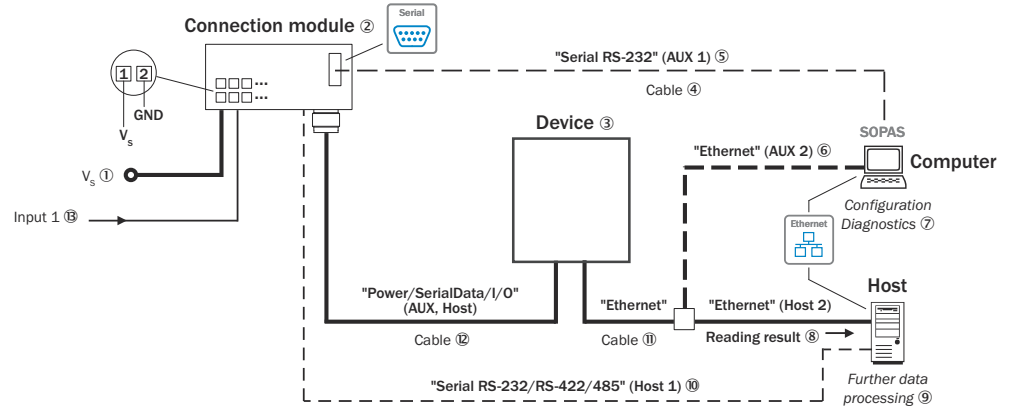 Connection module ②
Serial
1 2
...
...
GND
Vs
Vs ①
Input 1 ⑬
"Serial RS-232" (AUX 1) ⑤
Cable ④
Device ③
SOPAS
"Ethernet" (AUX 2) ⑥
Computer
Configuration
Diagnostics ⑦
Ethernet
Host
"Power/SerialData/I/O"
(AUX, Host)
Cable ⑫
"Ethernet"
Cable ⑪
"Ethernet" (Host 2)
Reading result ⑧
"Serial RS-232/RS-422/485" (Host 1) ⑩
Further data
processing ⑨